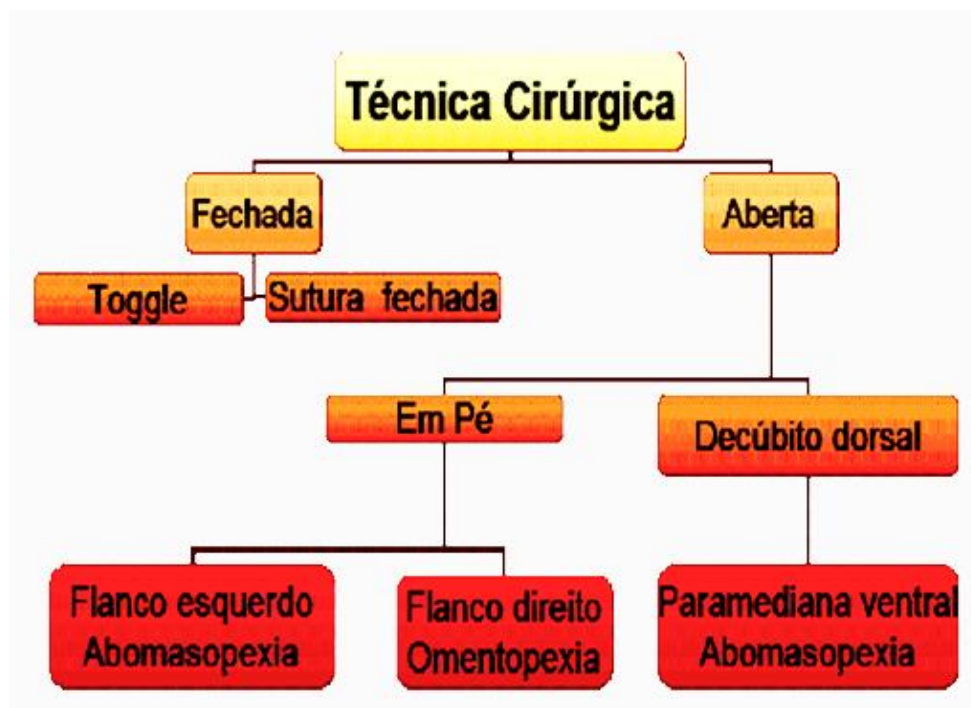 Técnica Cirúrgica
Fechada
Aberta
Toggle
Sutura fechada
Em Pé
Decúbito dorsal
Flanco esquerdo
Abomasopexia
Flanco direito
Omentopexia
Paramediana ventral
Abomasopexia